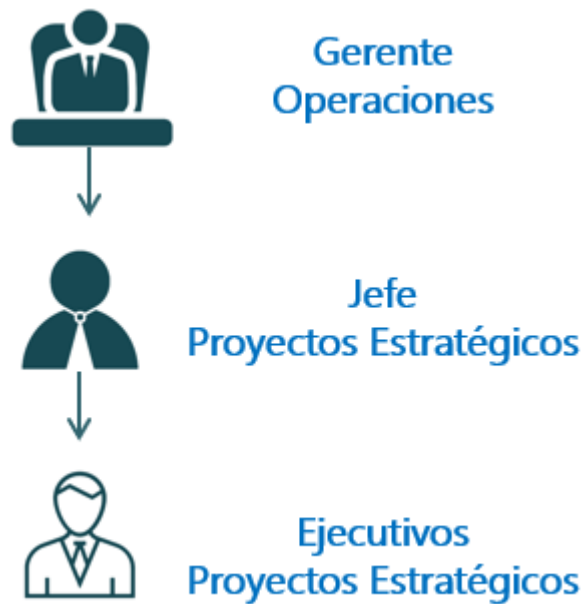 Gerente
Operaciones
Jefe
Proyectos Estratégicos
Ejecutivos
Proyectos Estratégicos